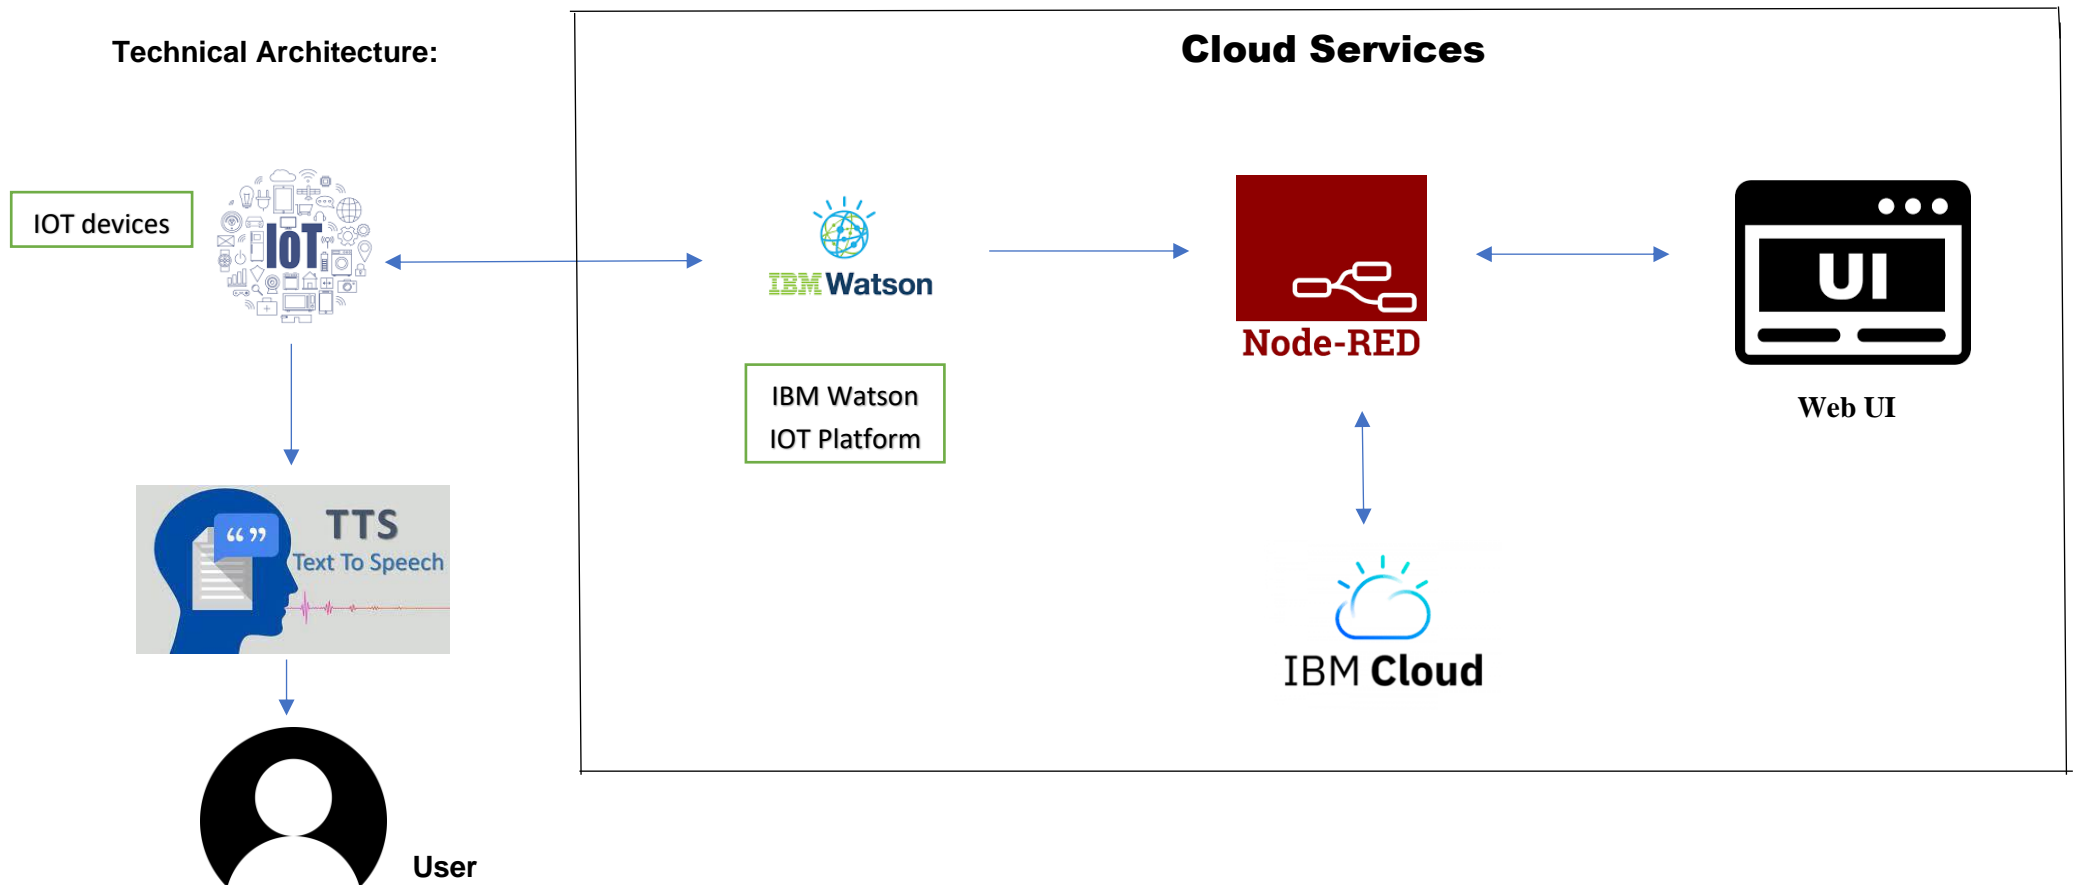 Technical Architecture:
Cloud Services
IOT devices
IoT
IBM Watson
IBM Watson
IOT Platform
Node-RED
UI
Web UI
“ ”
TTS
Text To Speech
IBM Cloud
User